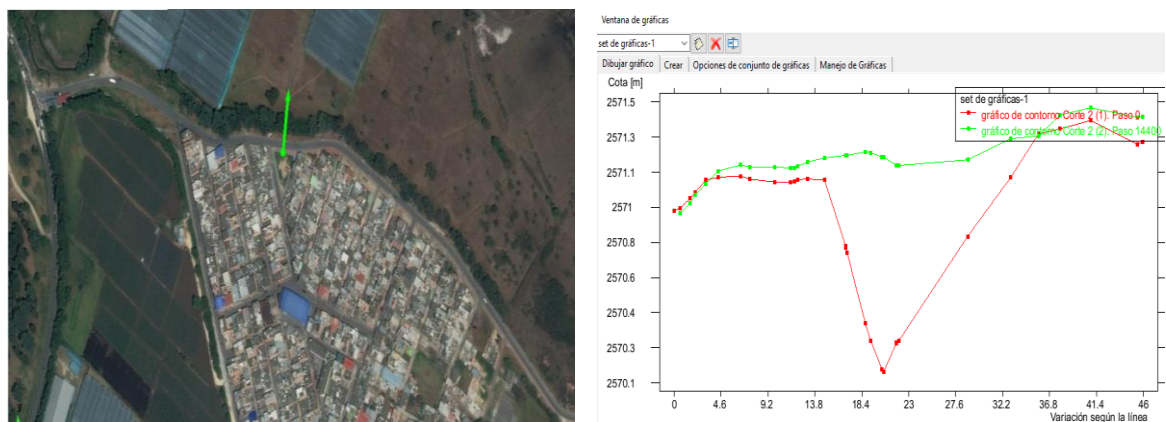 Ventana de gráficas
set de gráficas-1
Dibujar gráfico Crear Opciones de conjunto de gráficas Manejo de Gráficas
Cota [m]
set de gráficas-1
gráfico de contorno Corte 2 (1). Paso 0
gráfico de contorno Corte 2 (2). Paso 14400
2571.5
2571.3
2571.1
2571
2570.8
2570.6
2570.4
2570.3
2570.1
0 4.6 9.2 13.8 18.4 23 27.6 32.2 36.8 41.4 46
Variación según la línea